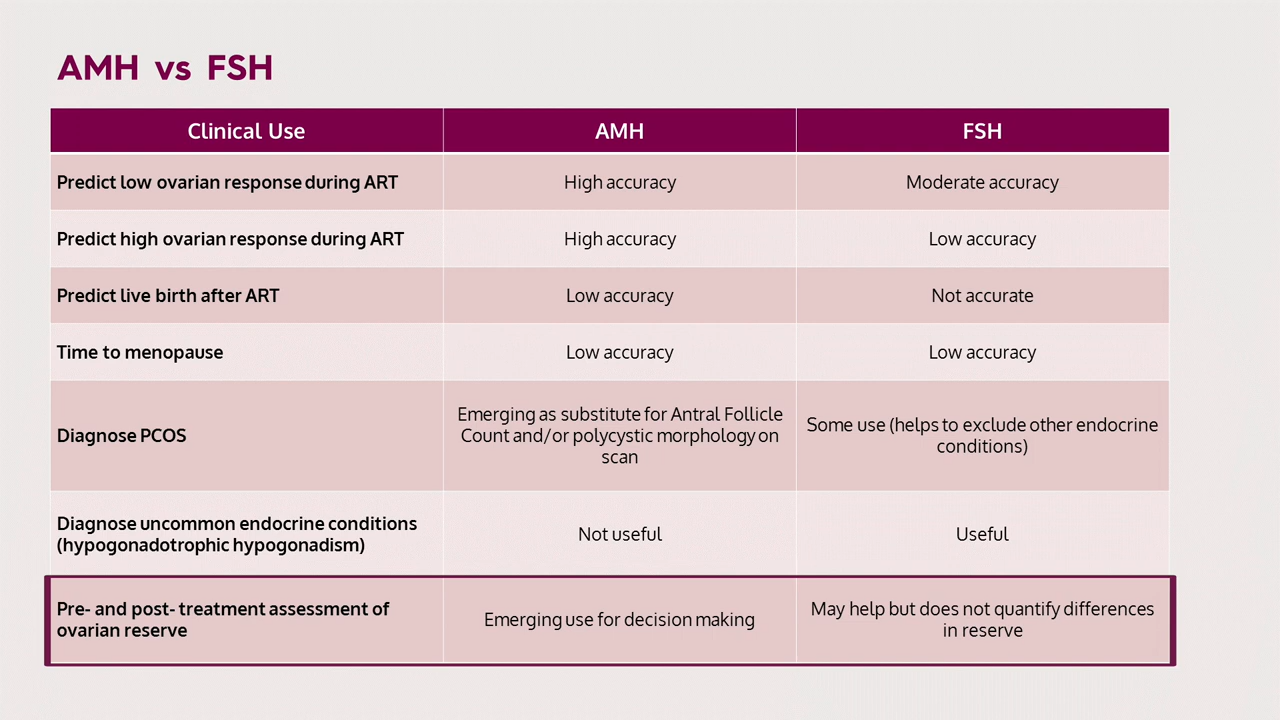 AMH vs FSH
Clinical Use
AMH
FSH
Predict low ovarian response during ART
High accuracy
Moderate accuracy
Predict high ovarian response during ART
High accuracy
Low accuracy
Predict live birth after ART
Low accuracy
Not accurate
Time to menopause
Low accuracy
Low accuracy
Diagnose PCOS
Emerging as substitute for Antral Follicle
Count and/or polycystic morphology on
scan
Some use (helps to exclude other endocrine
conditions)
Diagnose uncommon endocrine conditions
(hypogonadotrophic hypogonadism)
Not useful
Useful
Pre- and post- treatment assessment of
ovarian reserve
Emerging use for decision making
May help but does not quantify differences
in reserve